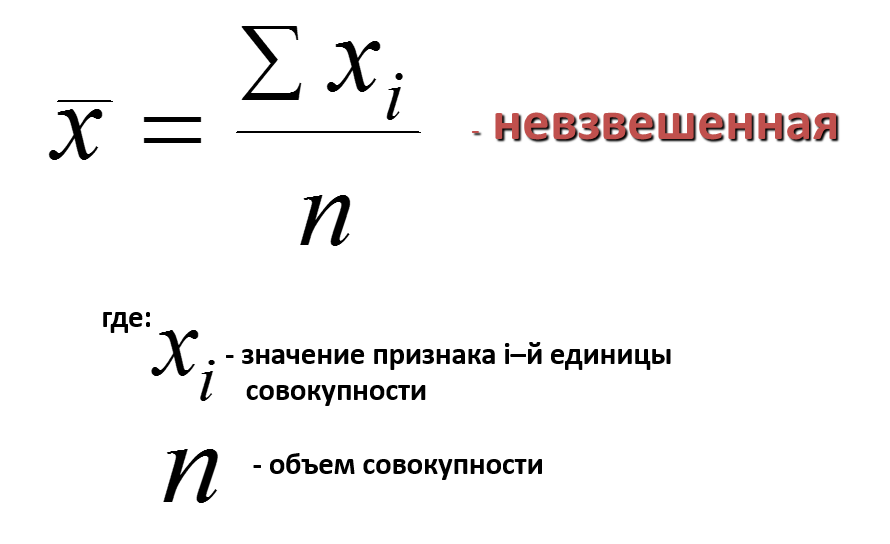 x̄ = ∑ xᵢ / n - невзвешенная
где:
xᵢ - значение признака i–й единицы
совокупности
n - объем совокупности